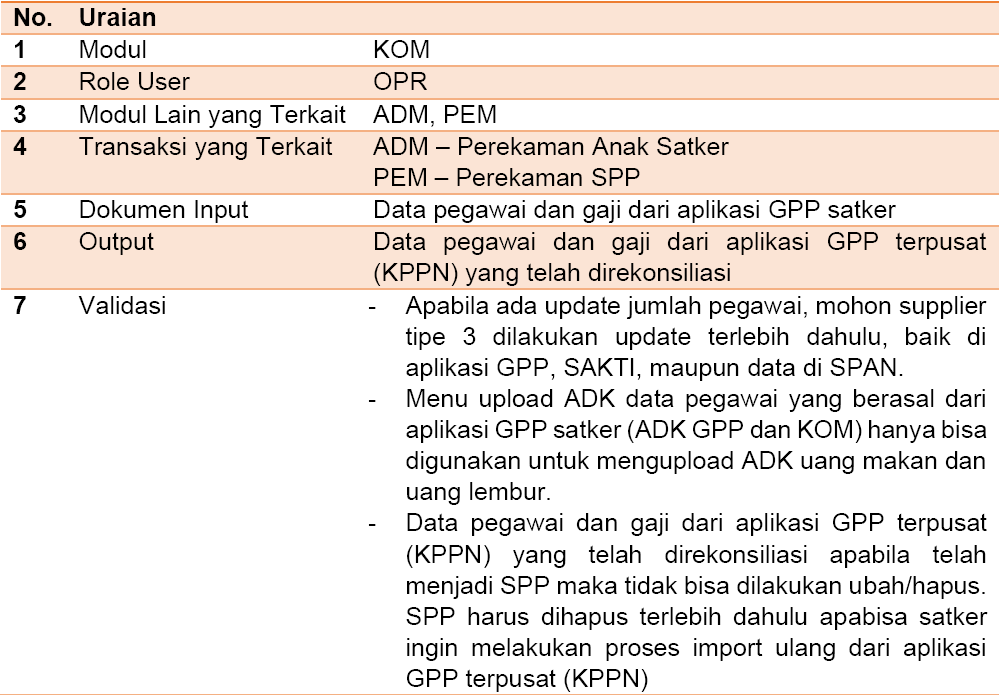 No. Uraian
1 Modul KOM
2 Role User OPR
3 Modul Lain yang Terkait ADM, PEM
4 Transaksi yang Terkait ADM – Perekaman Anak Satker
PEM – Perekaman SPP
5 Dokumen Input Data pegawai dan gaji dari aplikasi GPP satker
6 Output Data pegawai dan gaji dari aplikasi GPP terpusat
(KPPN) yang telah direkonsiliasi
7 Validasi - Apabila ada update jumlah pegawai, mohon supplier
tipe 3 dilakukan update terlebih dahulu, baik di
aplikasi GPP, SAKTI, maupun data di SPAN.
- Menu upload ADK data pegawai yang berasal dari
aplikasi GPP satker (ADK GPP dan KOM) hanya bisa
digunakan untuk mengupload ADK uang makan dan
uang lembur.
- Data pegawai dan gaji dari aplikasi GPP terpusat
(KPPN) yang telah direkonsiliasi apabila telah
menjadi SPP maka tidak bisa dilakukan ubah/hapus.
SPP harus dihapus terlebih dahulu apabisa satker
ingin melakukan proses import ulang dari aplikasi
GPP terpusat (KPPN)